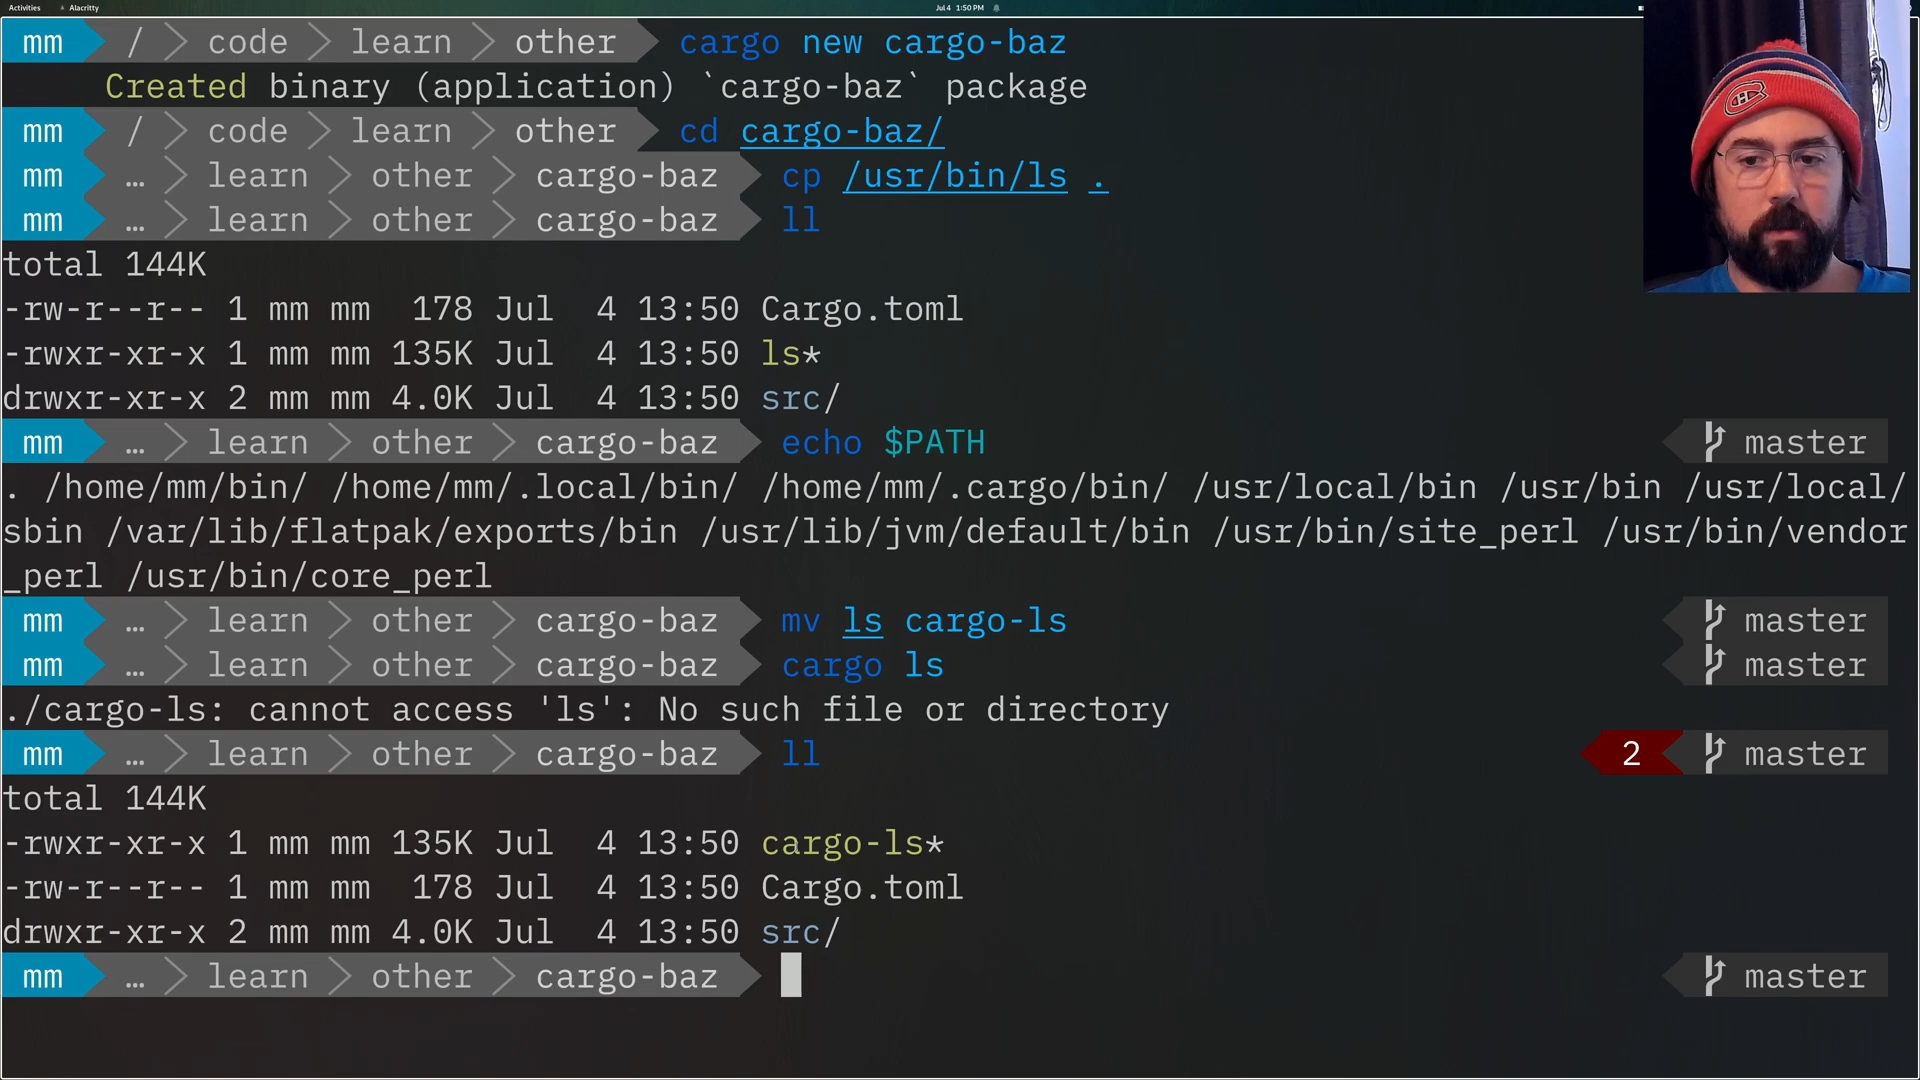 Activities Alacritty Jul 4 1:50 PM
mm / code learn other cargo new cargo-baz
Created binary (application) `cargo-baz` package
mm / code learn other cd cargo-baz/
mm … learn other cargo-baz cp /usr/bin/ls .
mm … learn other cargo-baz ll
total 144K
-rw-r--r-- 1 mm mm 178 Jul 4 13:50 Cargo.toml
-rwxr-xr-x 1 mm mm 135K Jul 4 13:50 ls*
drwxr-xr-x 2 mm mm 4.0K Jul 4 13:50 src/
mm … learn other cargo-baz echo $PATH master
. /home/mm/bin/ /home/mm/.local/bin/ /home/mm/.cargo/bin/ /usr/local/bin /usr/bin /usr/local/
sbin /var/lib/flatpak/exports/bin /usr/lib/jvm/default/bin /usr/bin/site_perl /usr/bin/vendor
_perl /usr/bin/core_perl
mm … learn other cargo-baz mv ls cargo-ls master
mm … learn other cargo-baz cargo ls master
./cargo-ls: cannot access 'ls': No such file or directory
mm … learn other cargo-baz ll 2 master
total 144K
-rwxr-xr-x 1 mm mm 135K Jul 4 13:50 cargo-ls*
-rw-r--r-- 1 mm mm 178 Jul 4 13:50 Cargo.toml
drwxr-xr-x 2 mm mm 4.0K Jul 4 13:50 src/
mm … learn other cargo-baz master